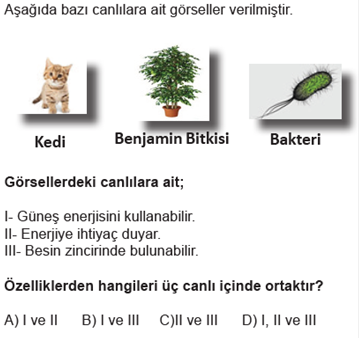 Aşağıda bazı canlılara ait görseller verilmiştir.
Kedi Benjamin Bitkisi Bakteri
Görsellerdeki canlılara ait;
I- Güneş enerjisini kullanabilir.
II- Enerjiye ihtiyaç duyar.
III- Besin zincirinde bulunabilir.
Özelliklerden hangileri üç canlı içinde ortaktır?
A) I ve II B) I ve III C)II ve III D) I, II ve III